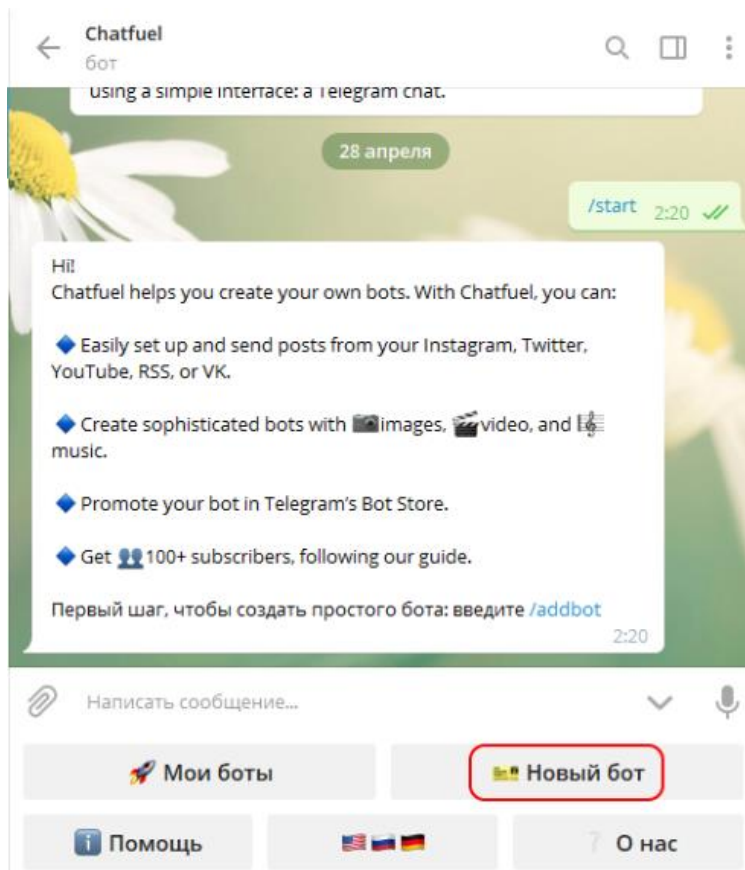 Chatfuel
бот
using a simple interface: a Telegram chat.
28 апреля
/start 2:20
Hi!
Chatfuel helps you create your own bots. With Chatfuel, you can:
🔷 Easily set up and send posts from your Instagram, Twitter,
YouTube, RSS, or VK.
🔷 Create sophisticated bots with 📷images, 🎬video, and 🎼
music.
🔷 Promote your bot in Telegram's Bot Store.
🔷 Get 👥100+ subscribers, following our guide.
Первый шаг, чтобы создать простого бота: введите /addbot
2:20
Написать сообщение...
🚀 Мои боты
🎫 Новый бот
ℹ️ Помощь
🇺🇸🇷🇺🇩🇪
❔ О нас